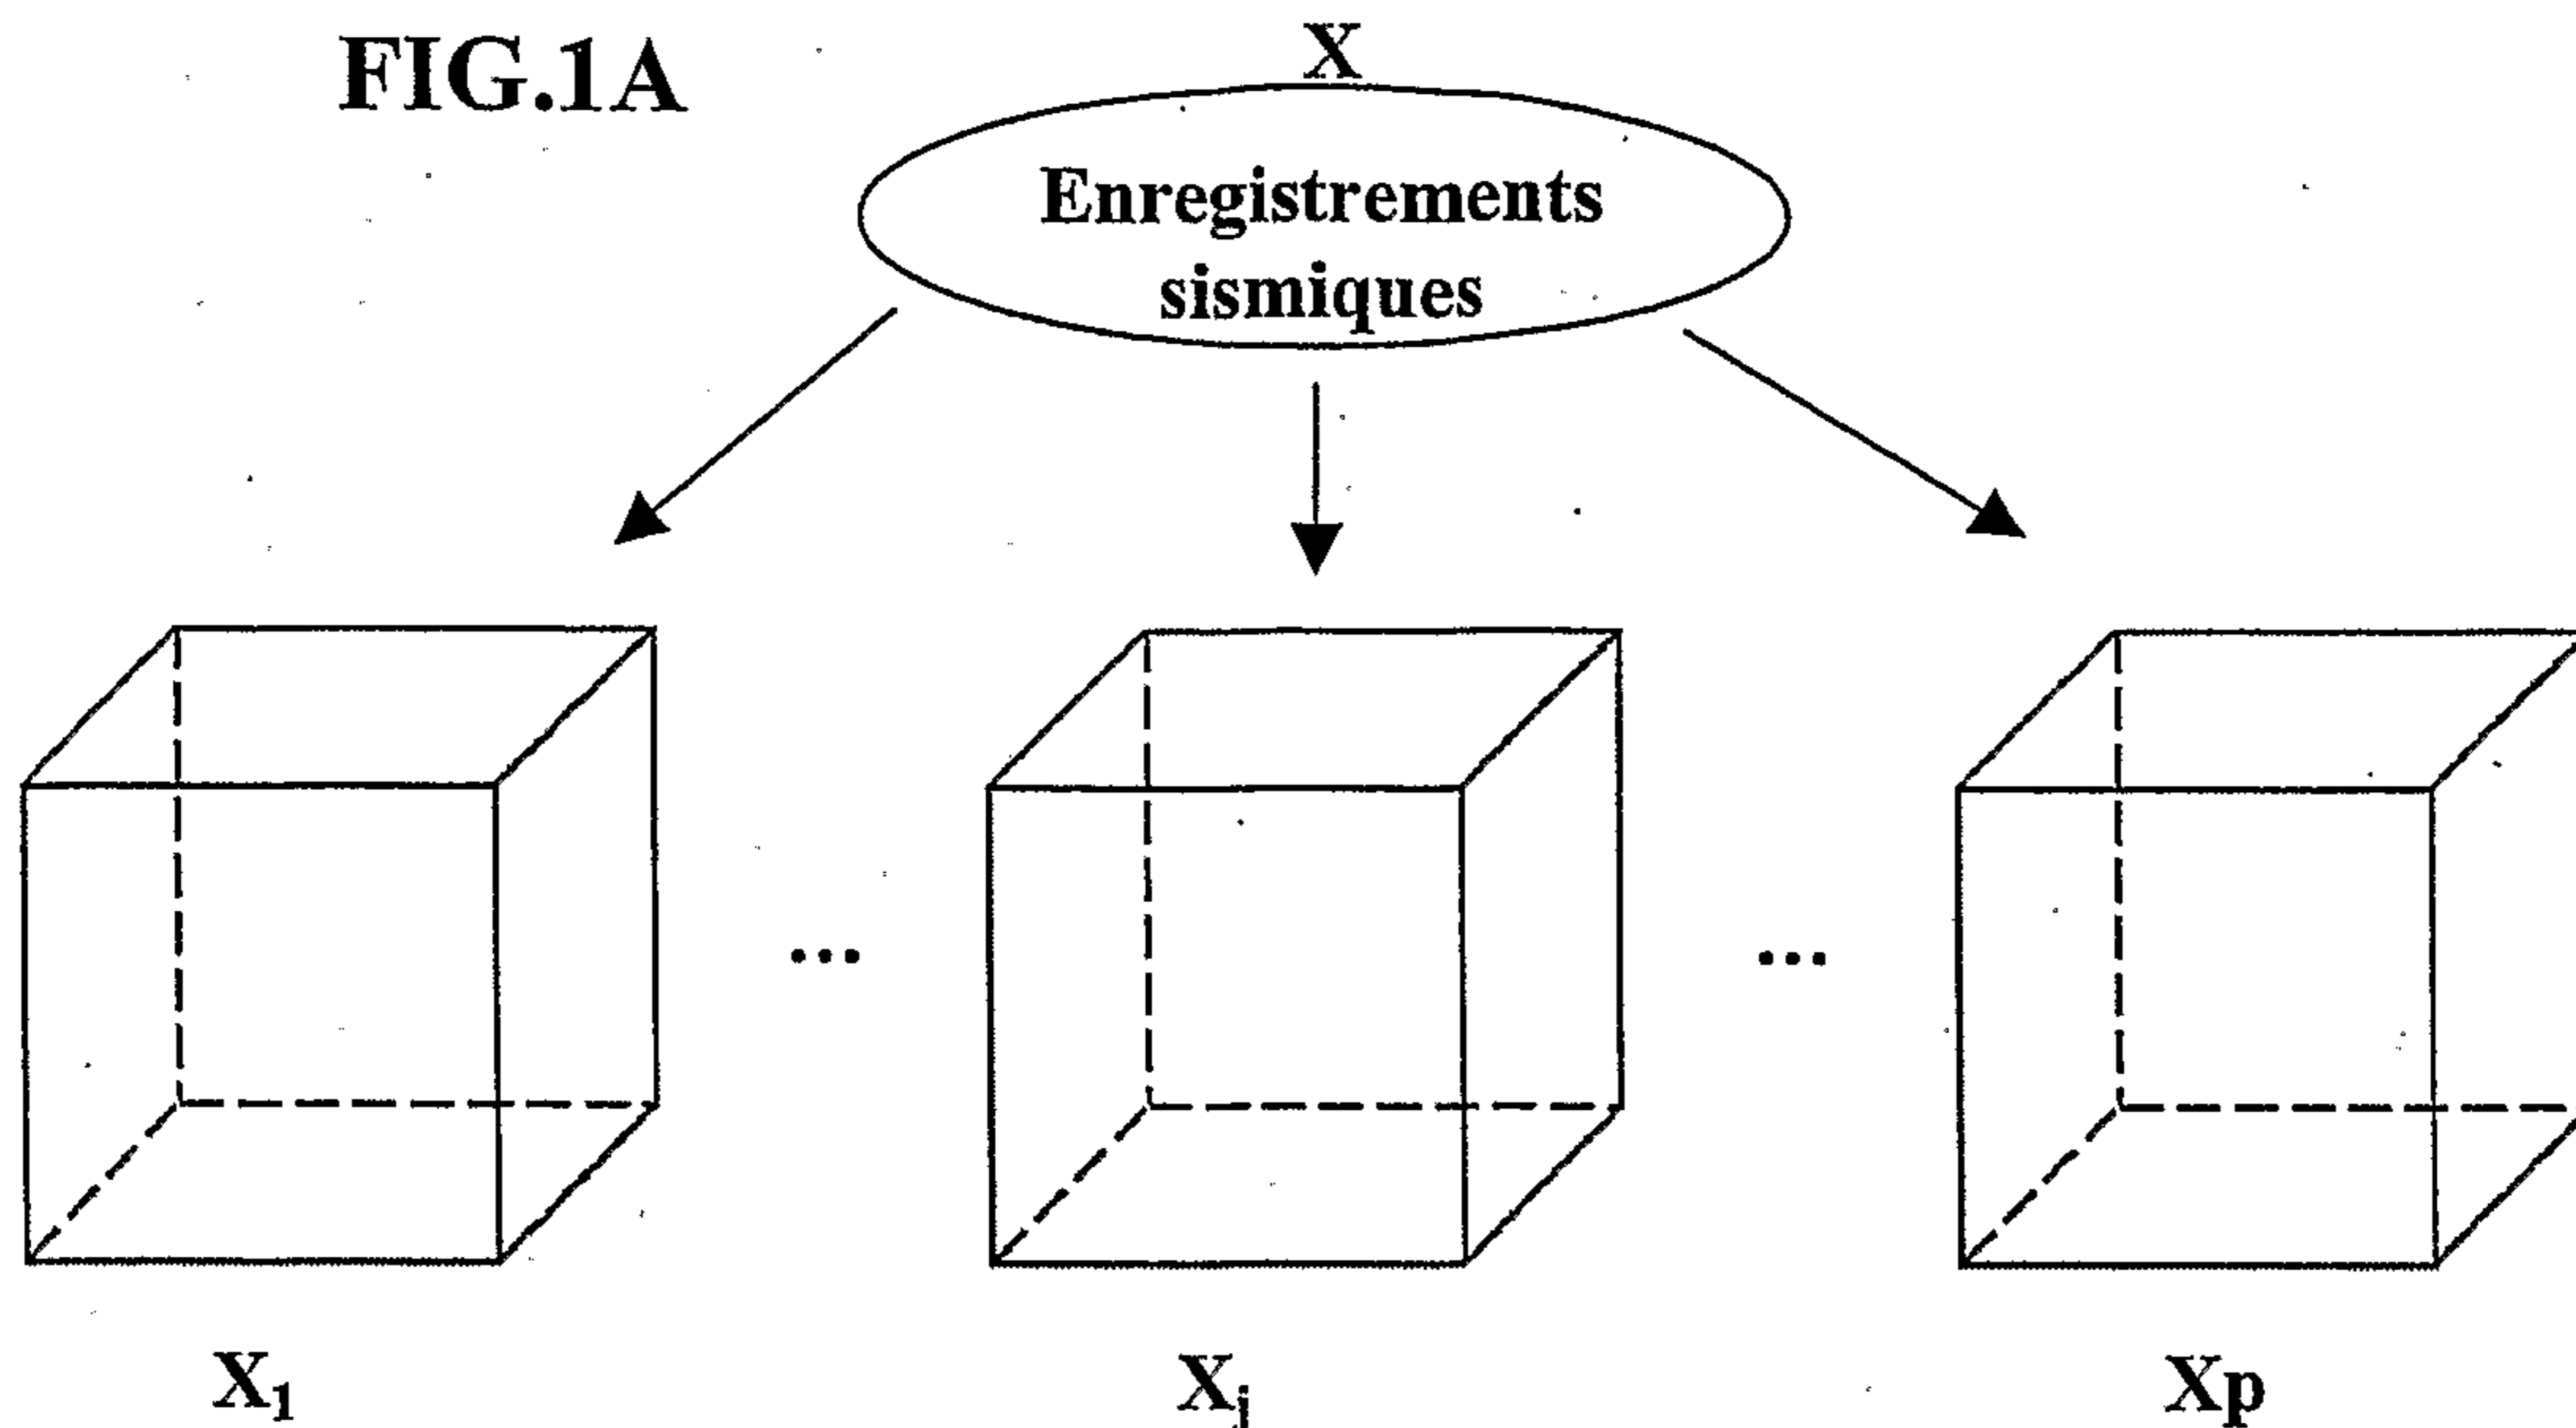 FIG.1A
X
Enregistrements
sismiques
... ...
X₁ Xⱼ Xp